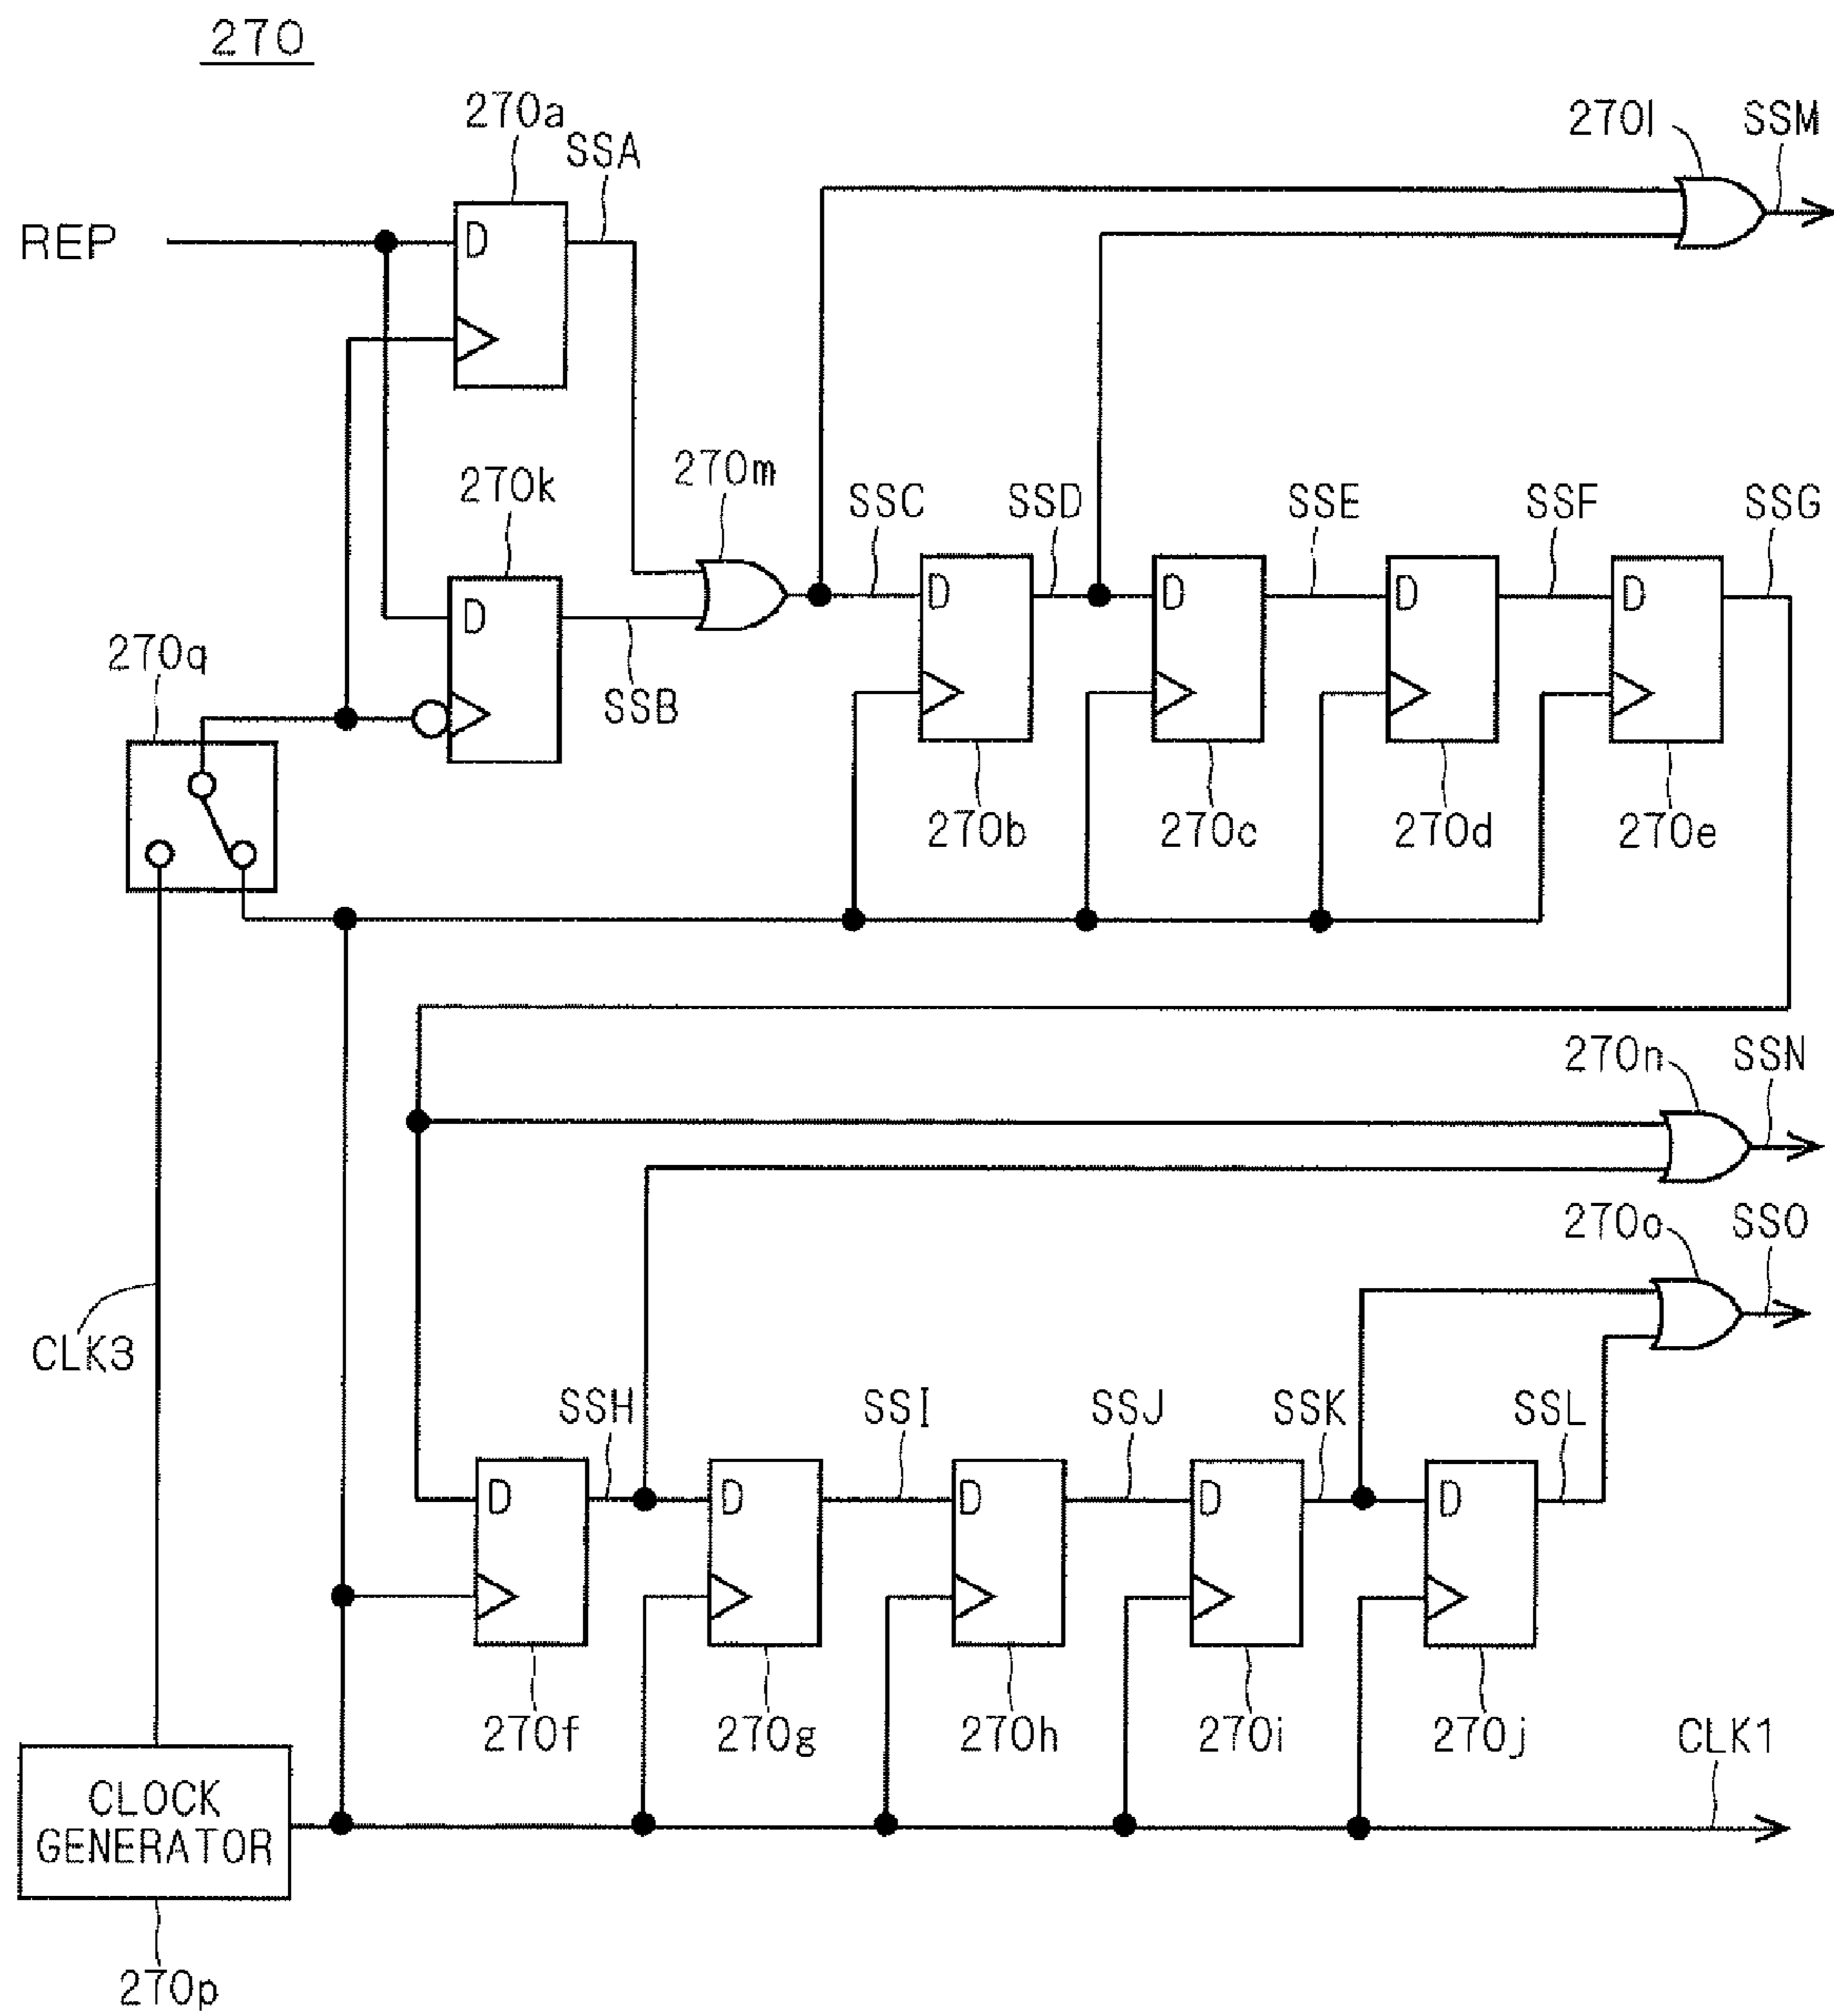 270
270a
SSA
270l
SSM
REP
D
270k
270m
SSC
SSD
SSE
SSF
SSG
D
D
D
D
D
270q
SSB
270b
270c
270d
270e
270n
SSN
270o
SSO
CLK3
SSH
SSI
SSJ
SSK
SSL
D
D
D
D
D
270f
270g
270h
270i
270j
CLK1
CLOCK
GENERATOR
270p